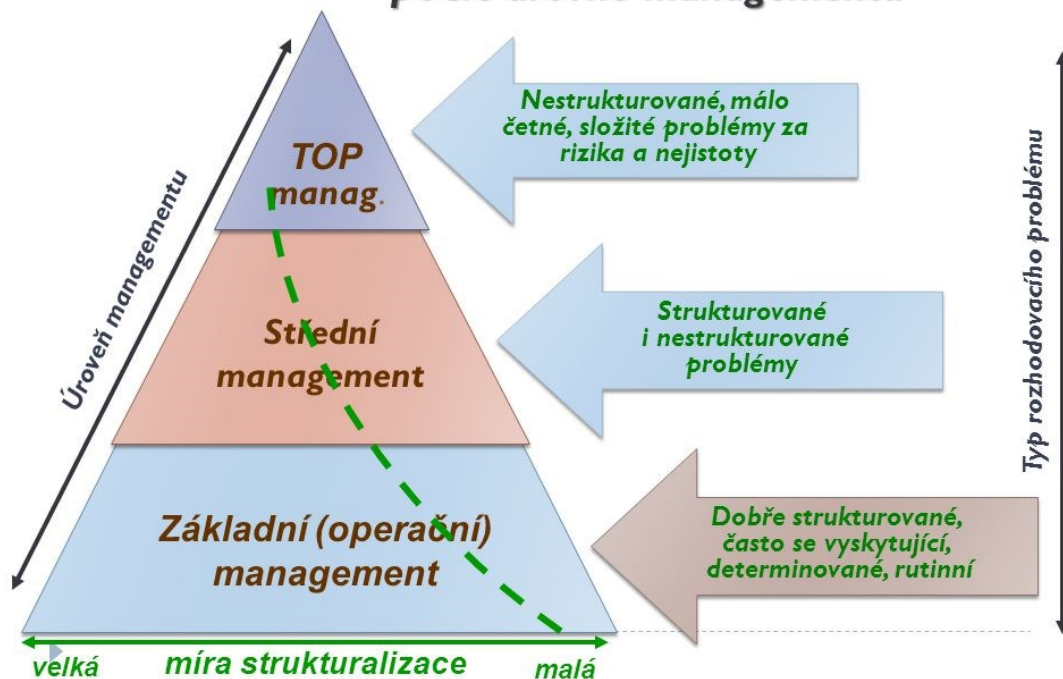 Úroveň managementu
TOP
manag.
Střední
management
Základní (operační)
management
Nestrukturované, málo
četné, složité problémy za
rizika a nejistoty
Strukturované
i nestrukturované
problémy
Dobře strukturované,
často se vyskytující,
determinované, rutinní
Typ rozhodovacího problému
velká
míra strukturalizace
malá